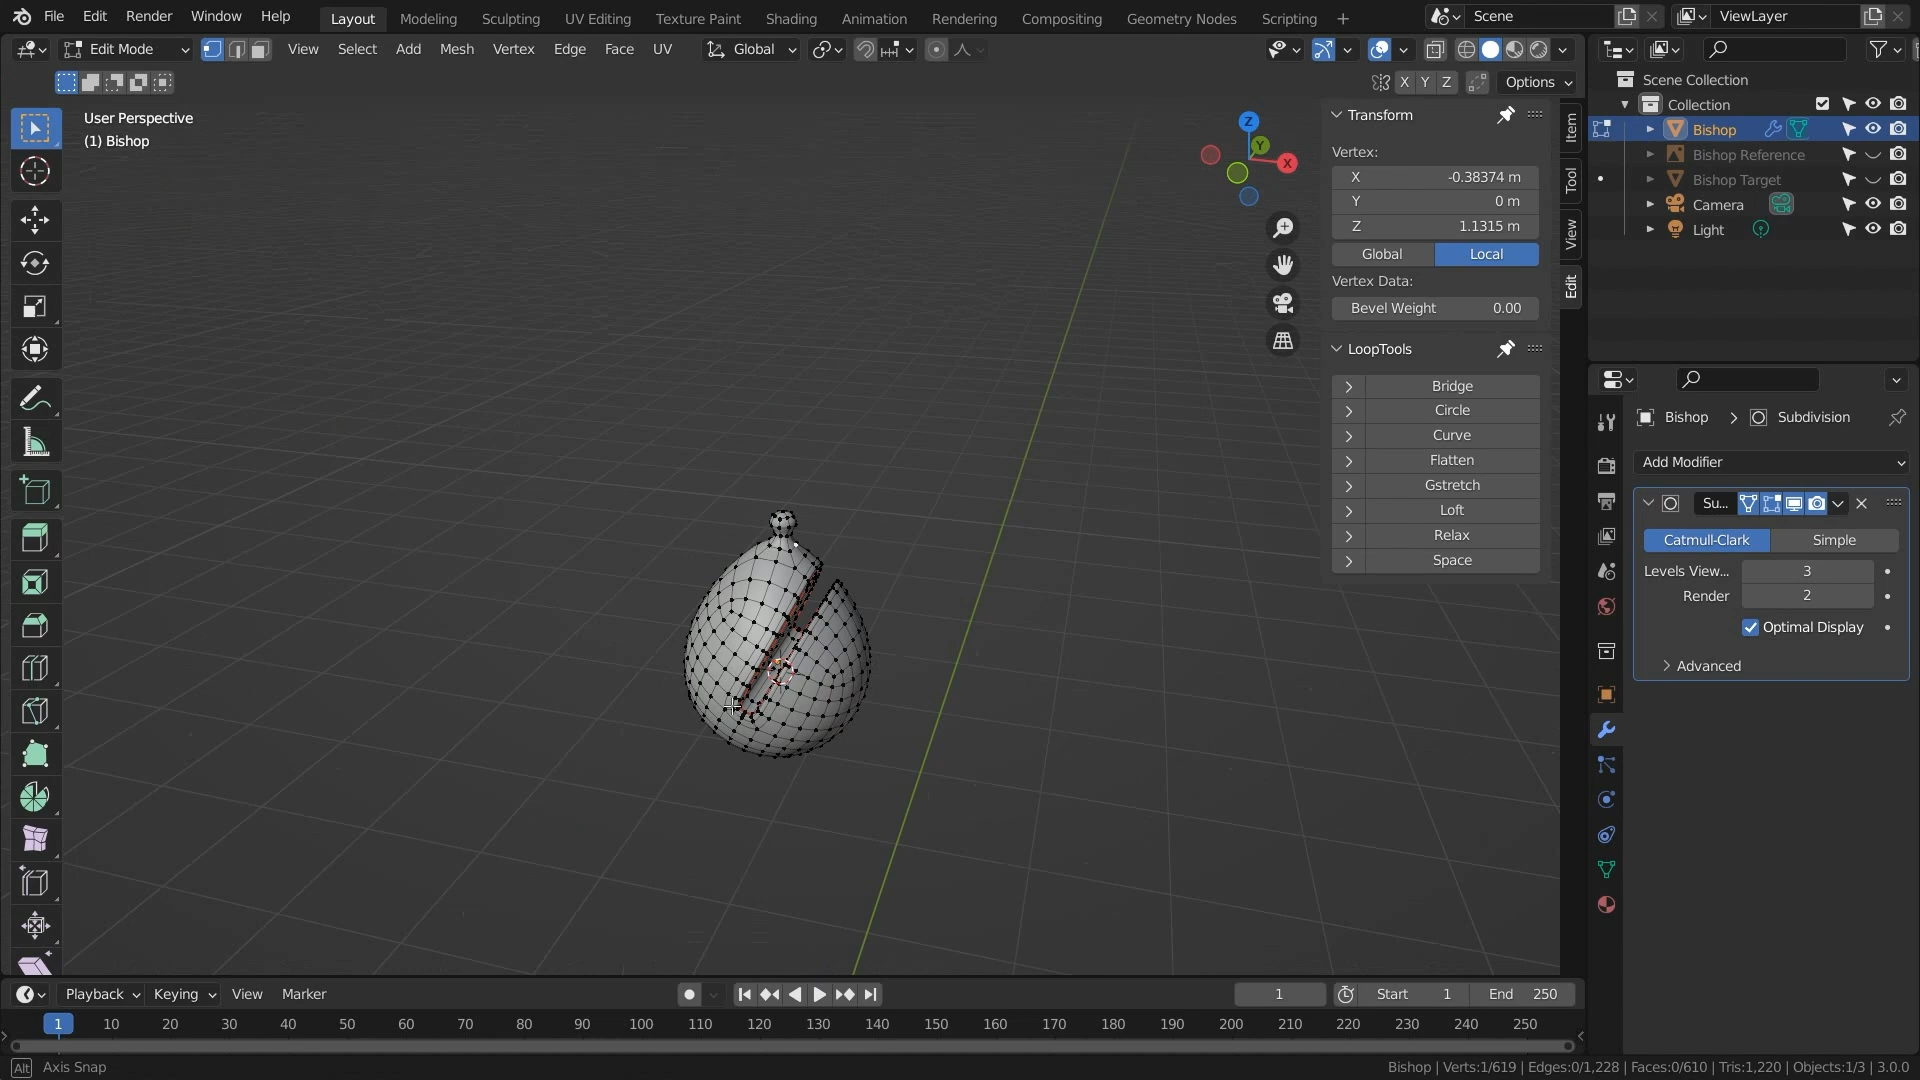 File Edit Render Window Help Layout Modeling Sculpting UV Editing Texture Paint Shading Animation Rendering Compositing Geometry Nodes Scripting + Scene ViewLayer
Edit Mode View Select Add Mesh Vertex Edge Face UV Global
X Y Z Options
User Perspective
(1) Bishop
Z
Y
X
Transform
Vertex:
X -0.38374 m
Y 0 m
Z 1.1315 m
Global Local
Vertex Data:
Bevel Weight 0.00
LoopTools
Bridge
Circle
Curve
Flatten
Gstretch
Loft
Relax
Space
Item
Tool
View
Edit
Scene Collection
Collection
Bishop
Bishop Reference
Bishop Target
Camera
Light
Bishop > Subdivision
Add Modifier
Su...
Catmull-Clark Simple
Levels View... 3
Render 2
Optimal Display
Advanced
Playback Keying View Marker 1 Start 1 End 250
1 10 20 30 40 50 60 70 80 90 100 110 120 130 140 150 160 170 180 190 200 210 220 230 240 250
Alt Axis Snap Bishop | Verts:1/619 | Edges:0/1,228 | Faces:0/610 | Tris:1,220 | Objects:1/3 | 3.0.0